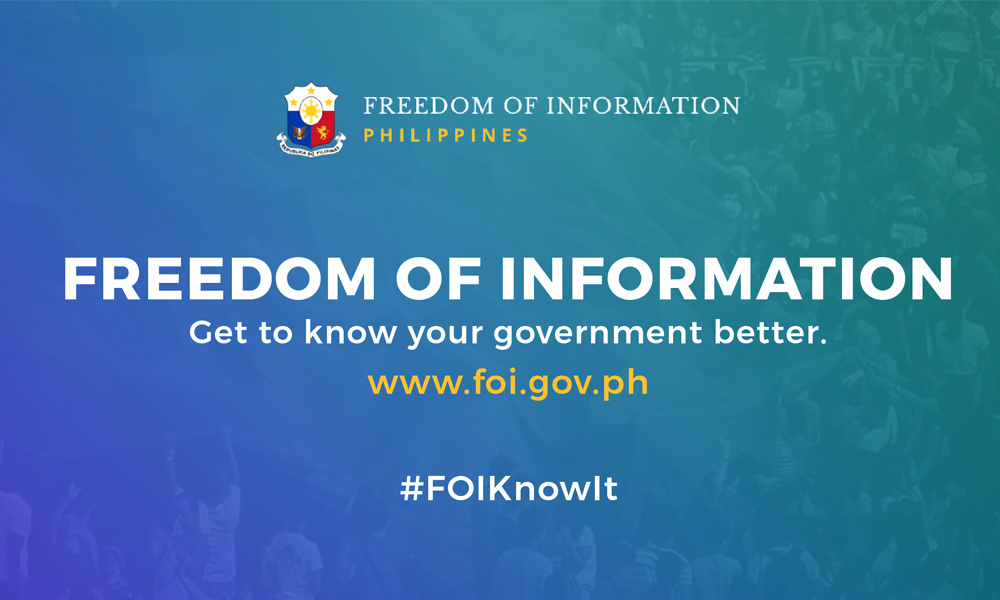 FREEDOM OF INFORMATION
PHILIPPINES
REPUBLIKA NG PILIPINAS
FREEDOM OF INFORMATION
Get to know your government better.
www.foi.gov.ph
#FOIKnowIt